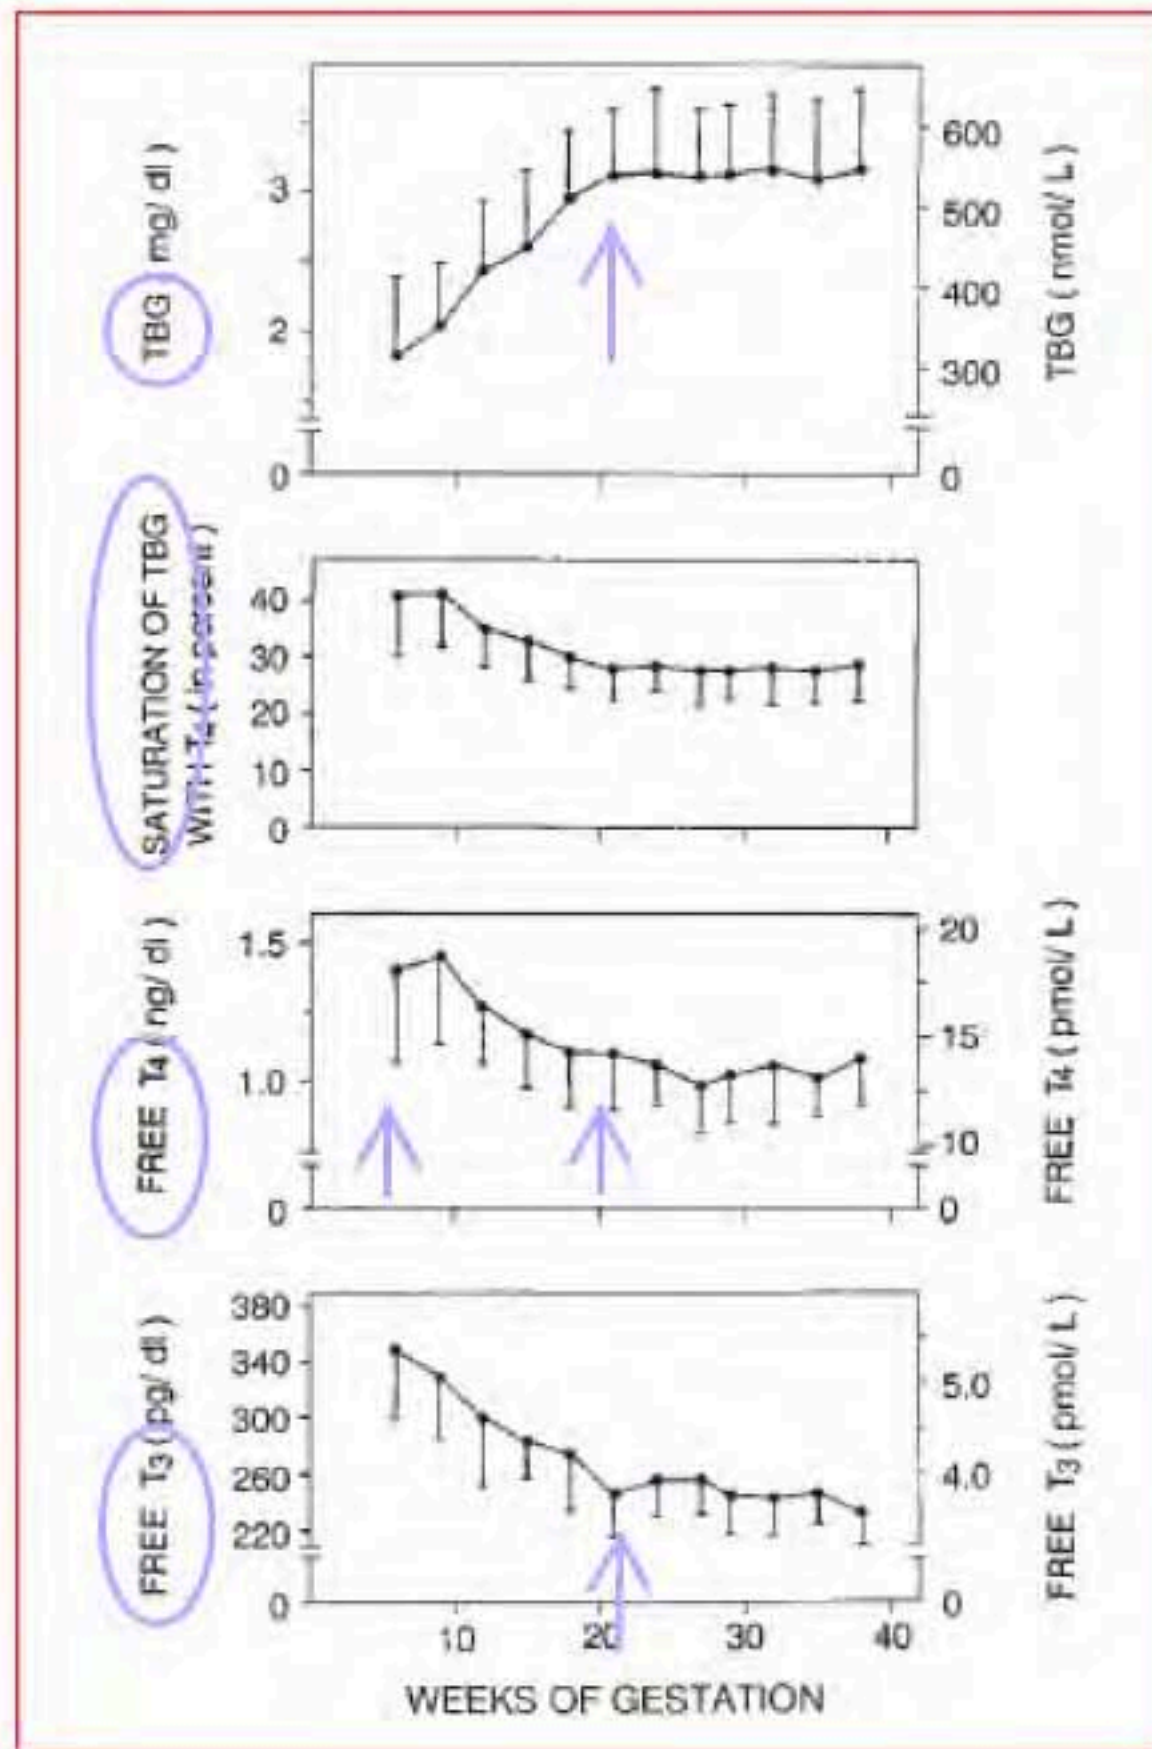 TBG mg/ dl )
3
2
0
600
500
400
300
0
TBG ( nmol/ L )
SATURATION OF TBG
WITH T4 ( in percent )
40
30
20
10
0
FREE T4 ( ng/ dl )
1.5
1.0
0
20
15
10
0
FREE T4 ( pmol/ L )
FREE T3 ( pg/ dl )
380
340
300
260
220
0
5,0
4,0
0
FREE T3 ( pmol/ L )
10 20 30 40
WEEKS OF GESTATION